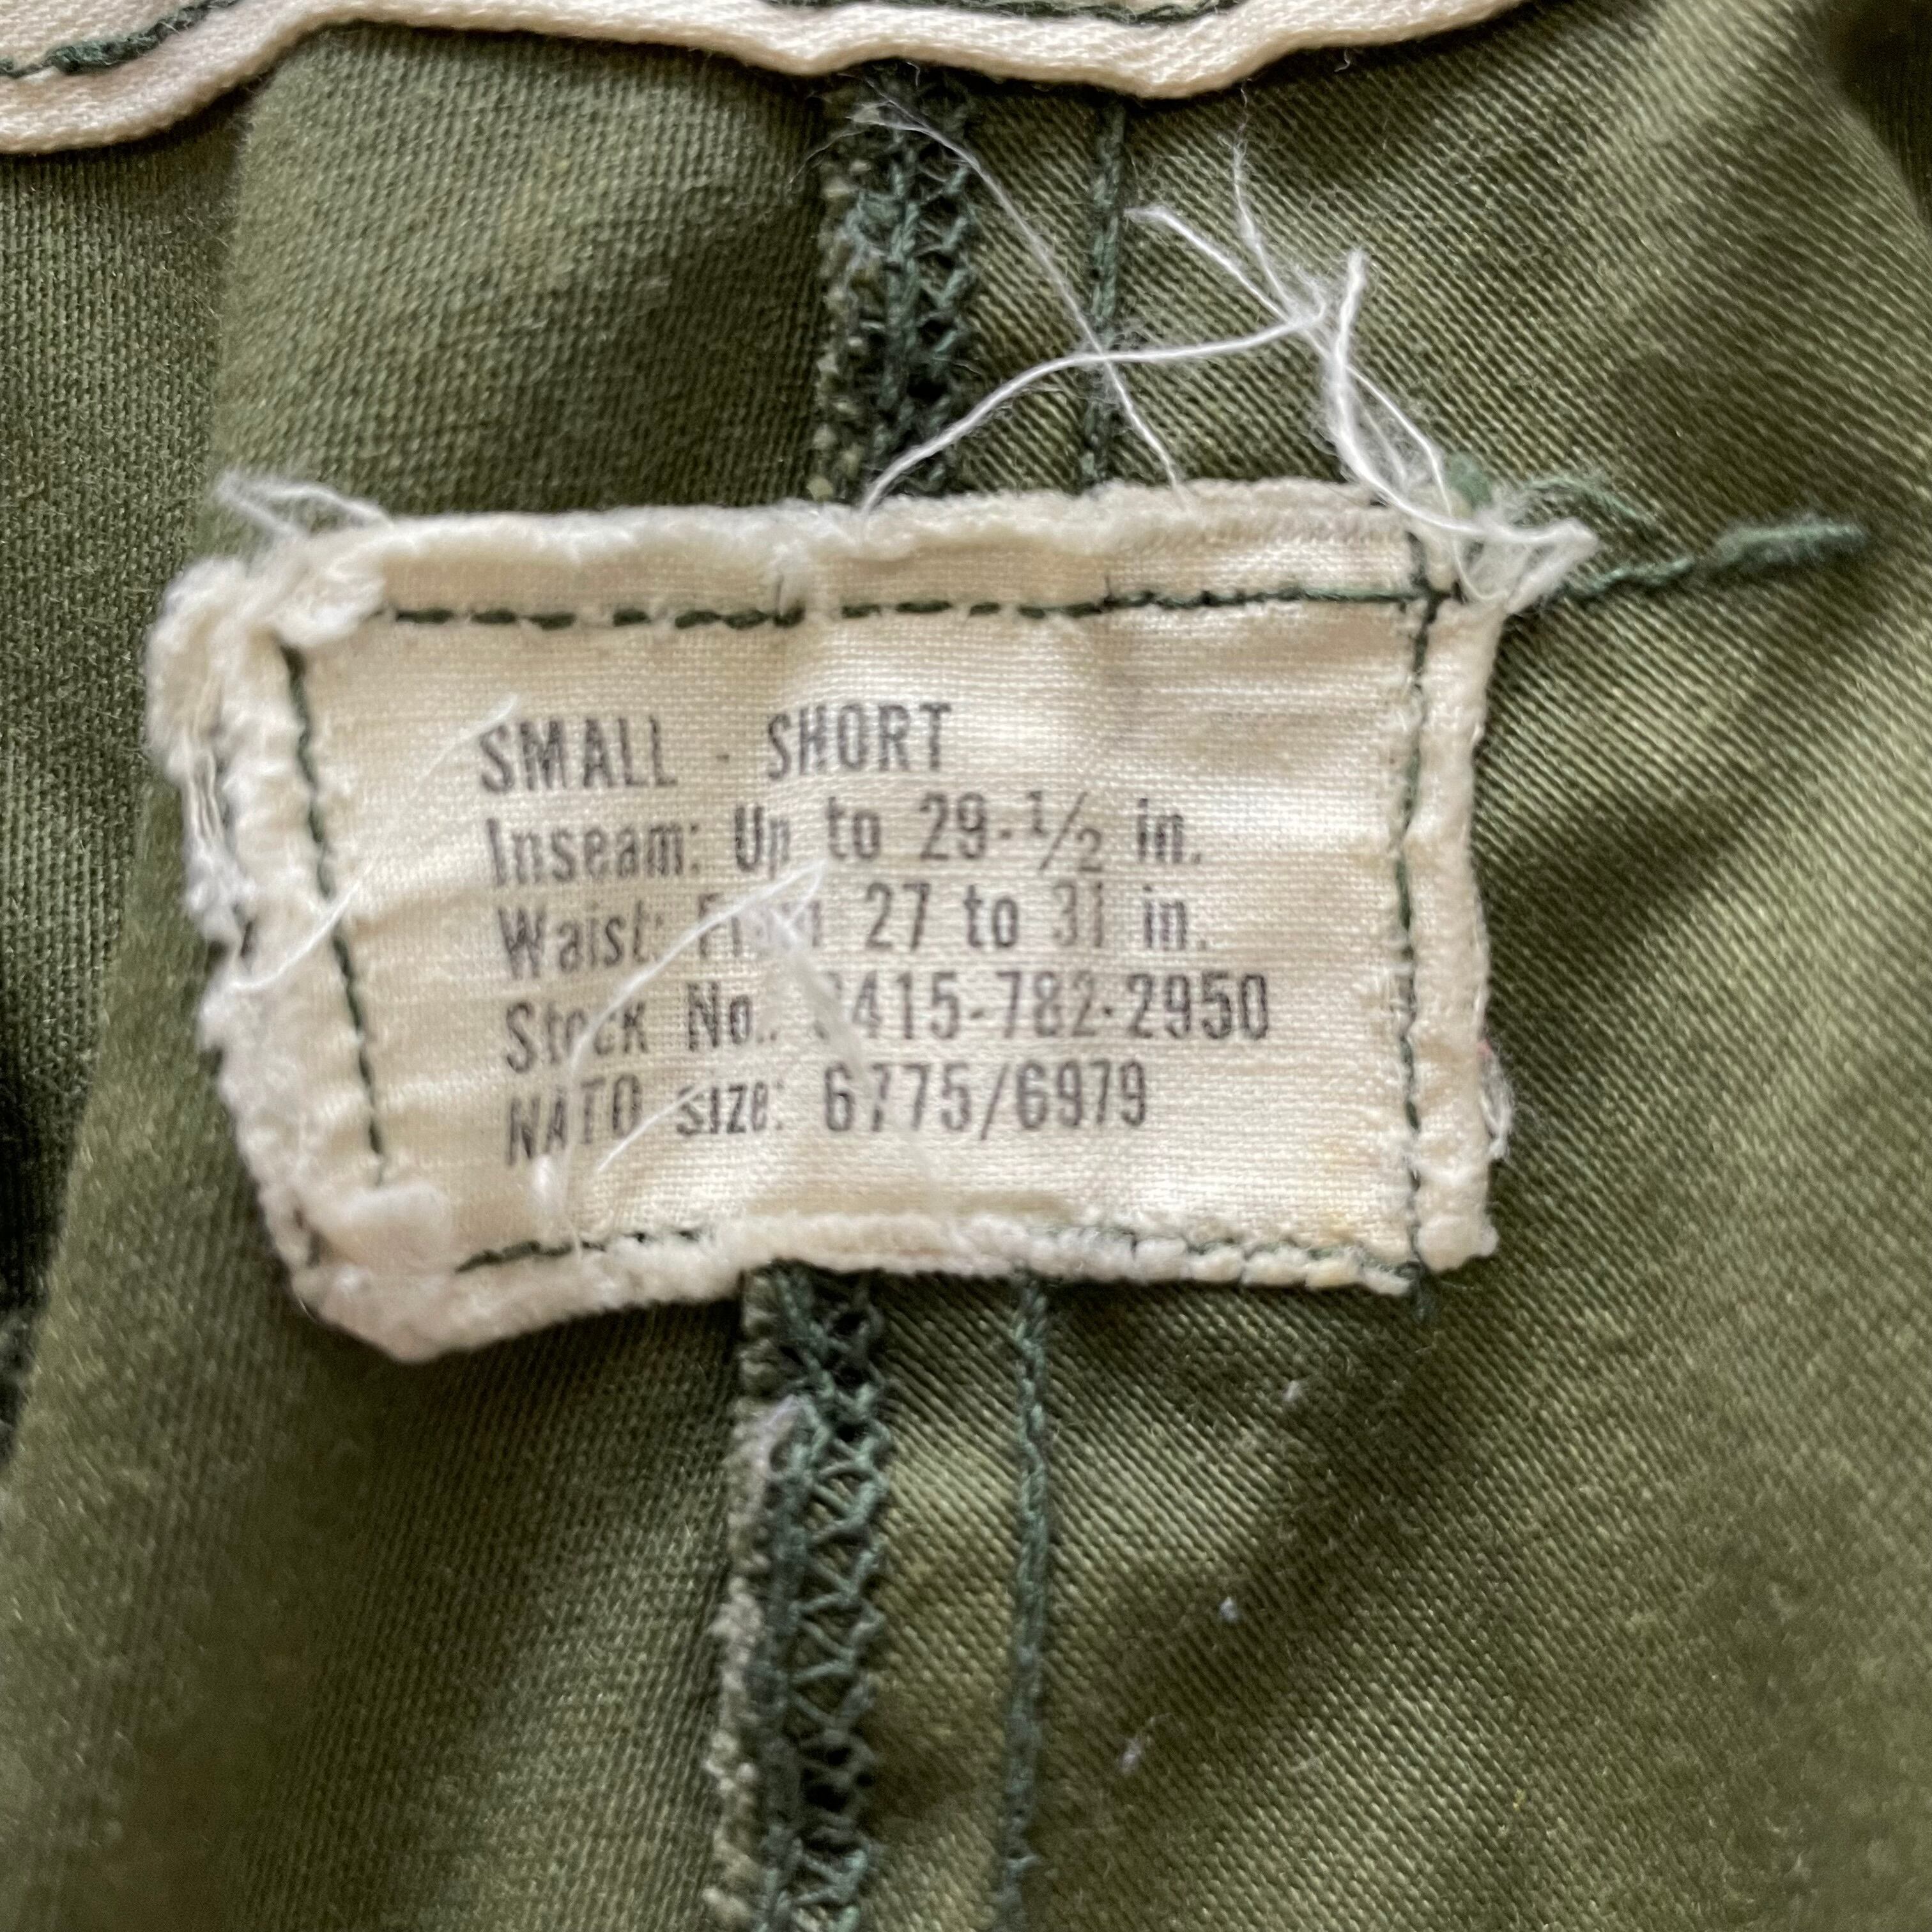 SMALL - SHORT
Inseam: Up to 29-1/2 in.
Waist: From 27 to 31 in.
Stock No.: 8415-782-2950
NATO size: 6775/6979